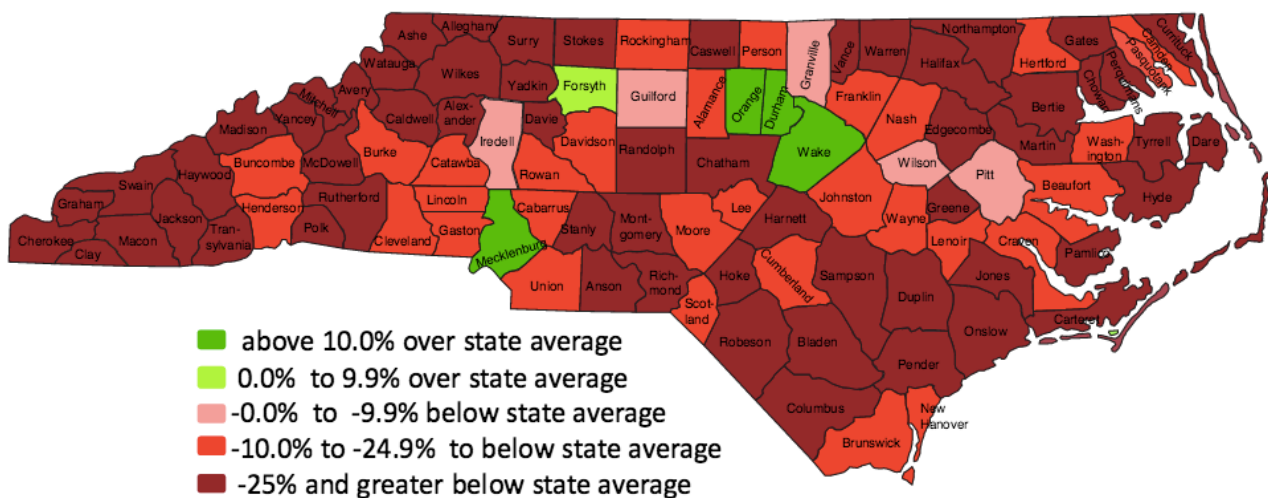 Ashe
Alleghany
Surry
Stokes
Rockingham
Caswell
Person
Granville
Vance
Warren
Northampton
Gates
Currituck
Camden
Pasquotank
Perquimans
Chowan
Hertford
Halifax
Watauga
Wilkes
Yadkin
Forsyth
Guilford
Alamance
Orange
Durham
Franklin
Nash
Bertie
Mitchell
Avery
Caldwell
Alex-
ander
Davie
Iredell
Davidson
Randolph
Chatham
Wake
Edgecombe
Martin
Wash-
ington
Tyrrell
Dare
Madison
Yancey
Burke
Catawba
Rowan
Wilson
Pitt
Beaufort
Hyde
Buncombe
McDowell
Haywood
Swain
Graham
Rutherford
Lincoln
Cabarrus
Stanly
Mont-
gomery
Moore
Lee
Harnett
Johnston
Wayne
Greene
Lenoir
Craven
Pamlico
Cherokee
Clay
Macon
Jackson
Tran-
sylvania
Henderson
Polk
Cleveland
Gaston
Mecklenburg
Union
Anson
Rich-
mond
Scot-
land
Hoke
Cumberland
Sampson
Duplin
Jones
Onslow
Carteret
Robeson
Bladen
Pender
Columbus
Brunswick
New
Hanover
above 10.0% over state average
0.0% to 9.9% over state average
-0.0% to -9.9% below state average
-10.0% to -24.9% to below state average
-25% and greater below state average